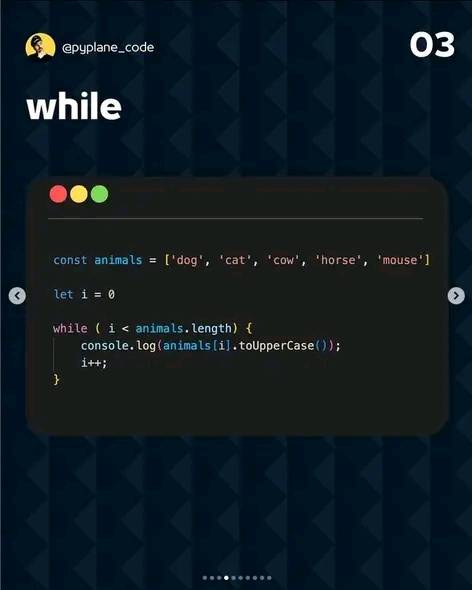 @pyplane_code
03
while
const animals = ['dog', 'cat', 'cow', 'horse', 'mouse']
let i = 0
while ( i < animals.length) {
    console.log(animals[i].toUpperCase());
    i++;
}